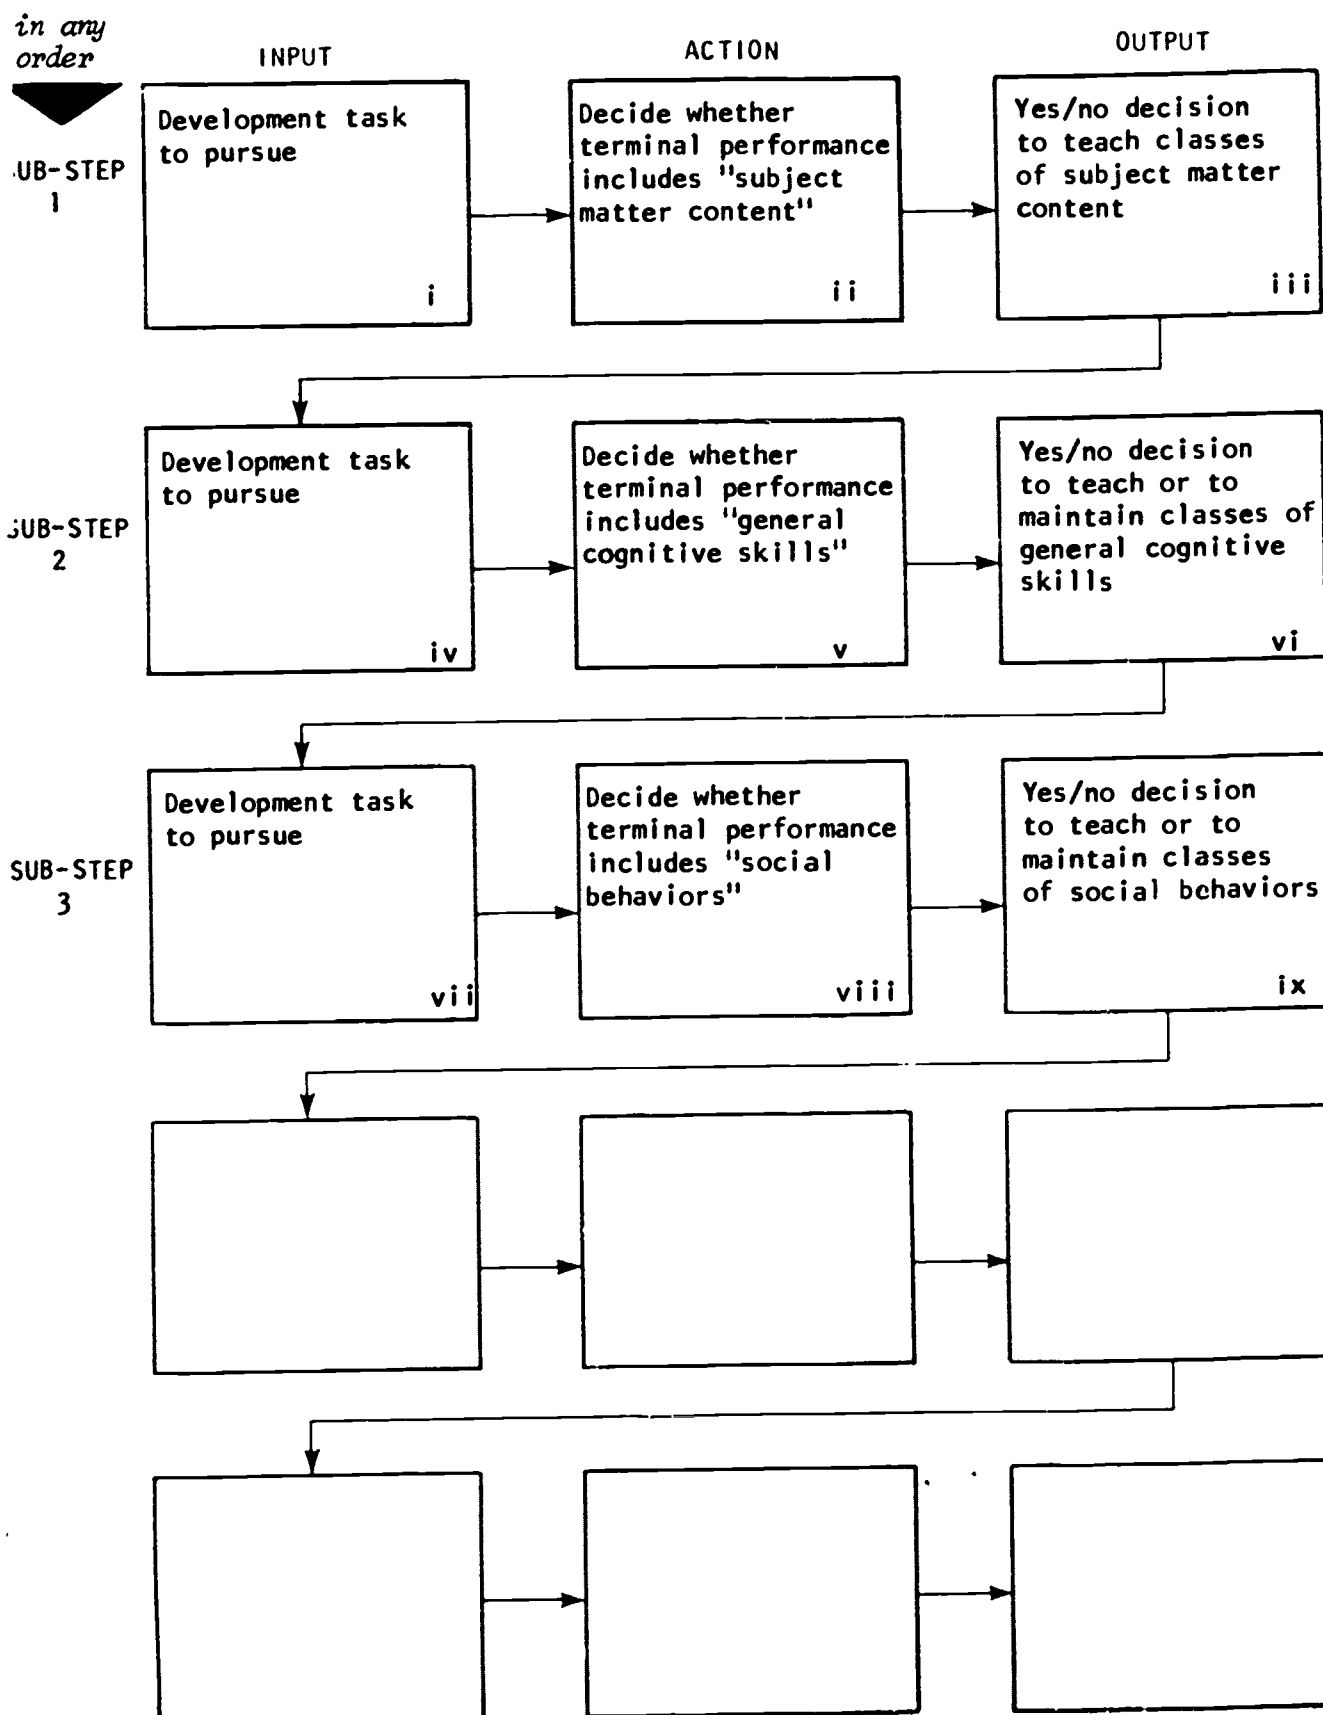 in any
order
INPUT
ACTION
OUTPUT
UB-STEP
1
Development task
to pursue
i
Decide whether
terminal performance
includes "subject
matter content"
ii
Yes/no decision
to teach classes
of subject matter
content
iii
SUB-STEP
2
Development task
to pursue
iv
Decide whether
terminal performance
includes "general
cognitive skills"
v
Yes/no decision
to teach or to
maintain classes of
general cognitive
skills
vi
SUB-STEP
3
Development task
to pursue
vii
Decide whether
terminal performance
includes "social
behaviors"
viii
Yes/no decision
to teach or to
maintain classes
of social behaviors
ix